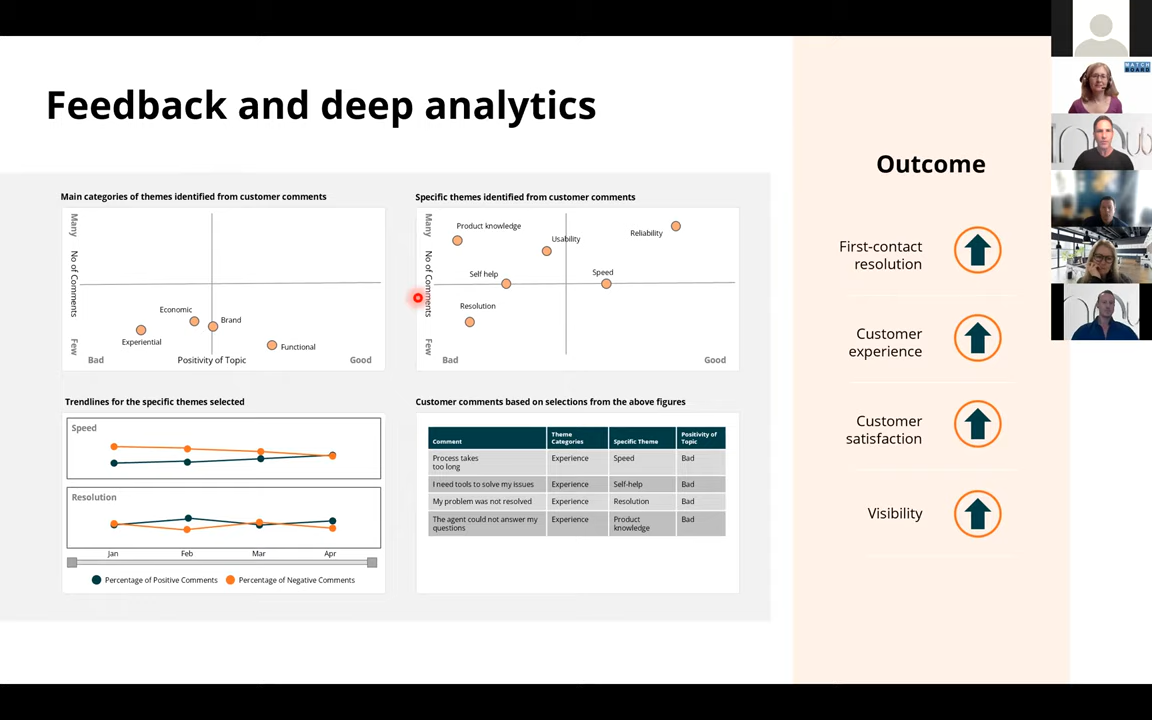 Feedback and deep analytics
Main categories of themes identified from customer comments
Many
No of Comments
Few
Economic
Brand
Experiential
Functional
Bad
Positivity of Topic
Good
Specific themes identified from customer comments
Many
No of Comments
Few
Product knowledge
Usability
Reliability
Self help
Speed
Resolution
Bad
Good
Trendlines for the specific themes selected
Speed
Resolution
Jan
Feb
Mar
Apr
Percentage of Positive Comments
Percentage of Negative Comments
Customer comments based on selections from the above figures
Comment
Theme
Categories
Specific Theme
Positivity of
Topic
Process takes
too long
Experience
Speed
Bad
I need tools to solve my issues
Experience
Self-help
Bad
My problem was not resolved
Experience
Resolution
Bad
The agent could not answer my
questions
Experience
Product
knowledge
Bad
Outcome
First-contact
resolution
Customer
experience
Customer
satisfaction
Visibility
MATCH
BOARD